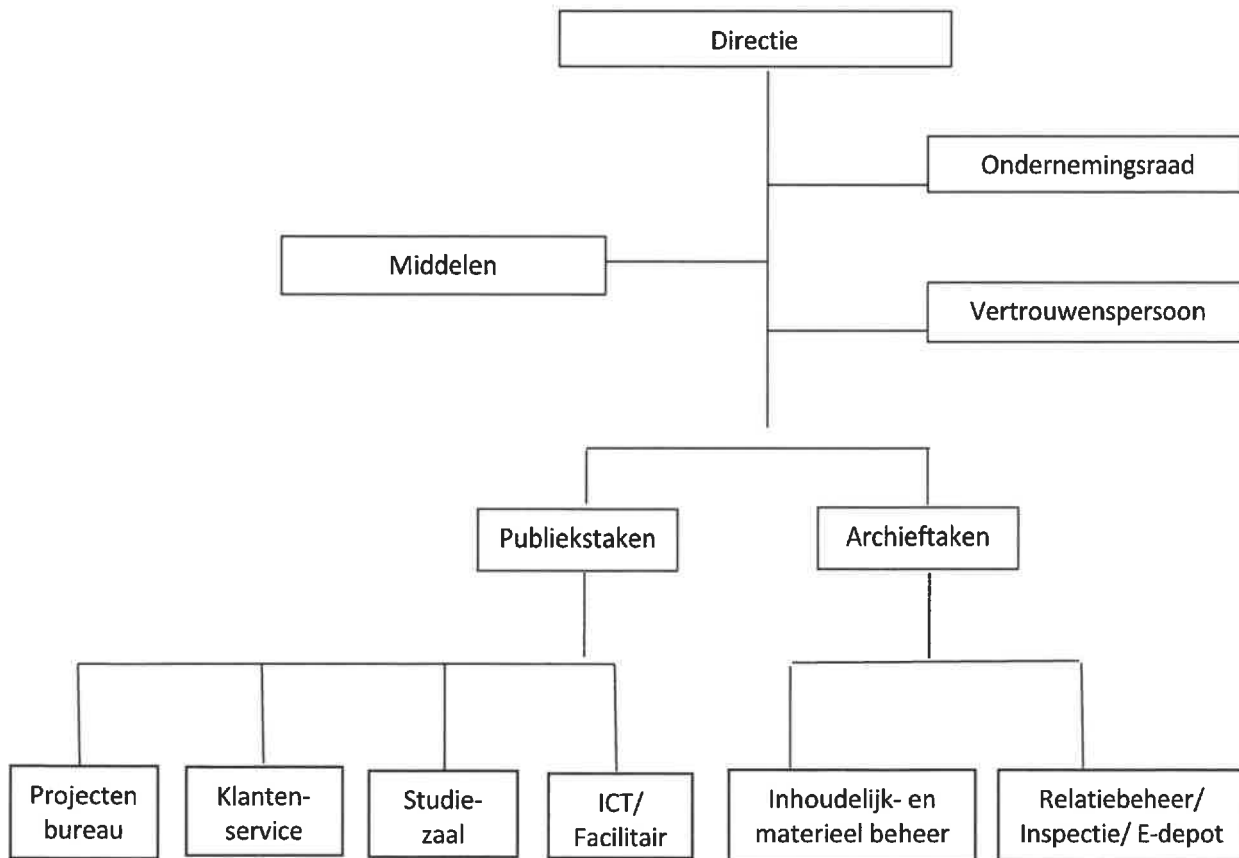 Directie
Ondernemingsraad
Middelen
Vertrouwenspersoon
Publiekstaken
Archieftaken
Projecten
bureau
Klanten-
service
Studie-
zaal
ICT/
Facilitair
Inhoudelijk- en
materieel beheer
Relatiebeheer/
Inspectie/ E-depot